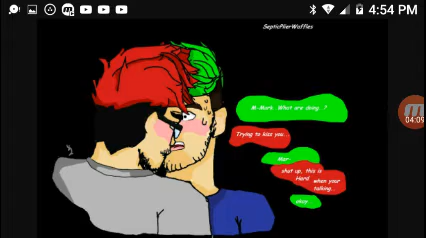 4:54 PM
SepticPlierWaffles
M-Mark. What are doing. ?
Trying to kiss you...
Mar-
shut up, this is
Hard when your
talking...
okay
04:09